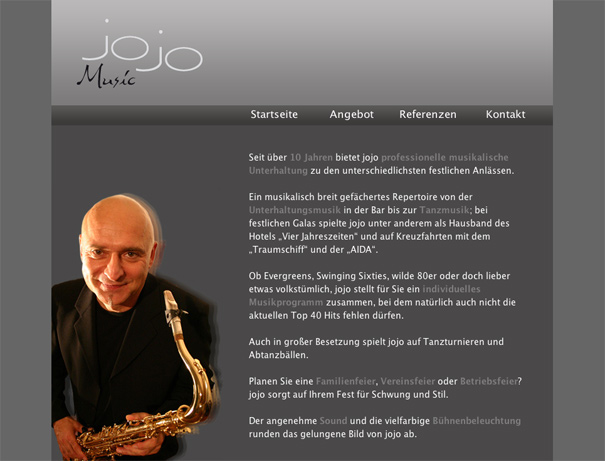 jojo
Music
Startseite Angebot Referenzen Kontakt
Seit über 10 Jahren bietet jojo professionelle musikalische
Unterhaltung zu den unterschiedlichsten festlichen Anlässen.
Ein musikalisch breit gefächertes Repertoire von der
Unterhaltungsmusik in der Bar bis zur Tanzmusik; bei
festlichen Galas spielte jojo unter anderem als Hausband des
Hotels „Vier Jahreszeiten“ und auf Kreuzfahrten mit dem
„Traumschiff“ und der „AIDA“.
Ob Evergreens, Swinging Sixties, wilde 80er oder doch lieber
etwas volkstümlich, jojo stellt für Sie ein individuelles
Musikprogramm zusammen, bei dem natürlich auch nicht die
aktuellen Top 40 Hits fehlen dürfen.
Auch in großer Besetzung spielt jojo auf Tanzturnieren und
Abtanzbällen.
Planen Sie eine Familienfeier, Vereinsfeier oder Betriebsfeier?
jojo sorgt auf Ihrem Fest für Schwung und Stil.
Der angenehme Sound und die vielfarbige Bühnenbeleuchtung
runden das gelungene Bild von jojo ab.